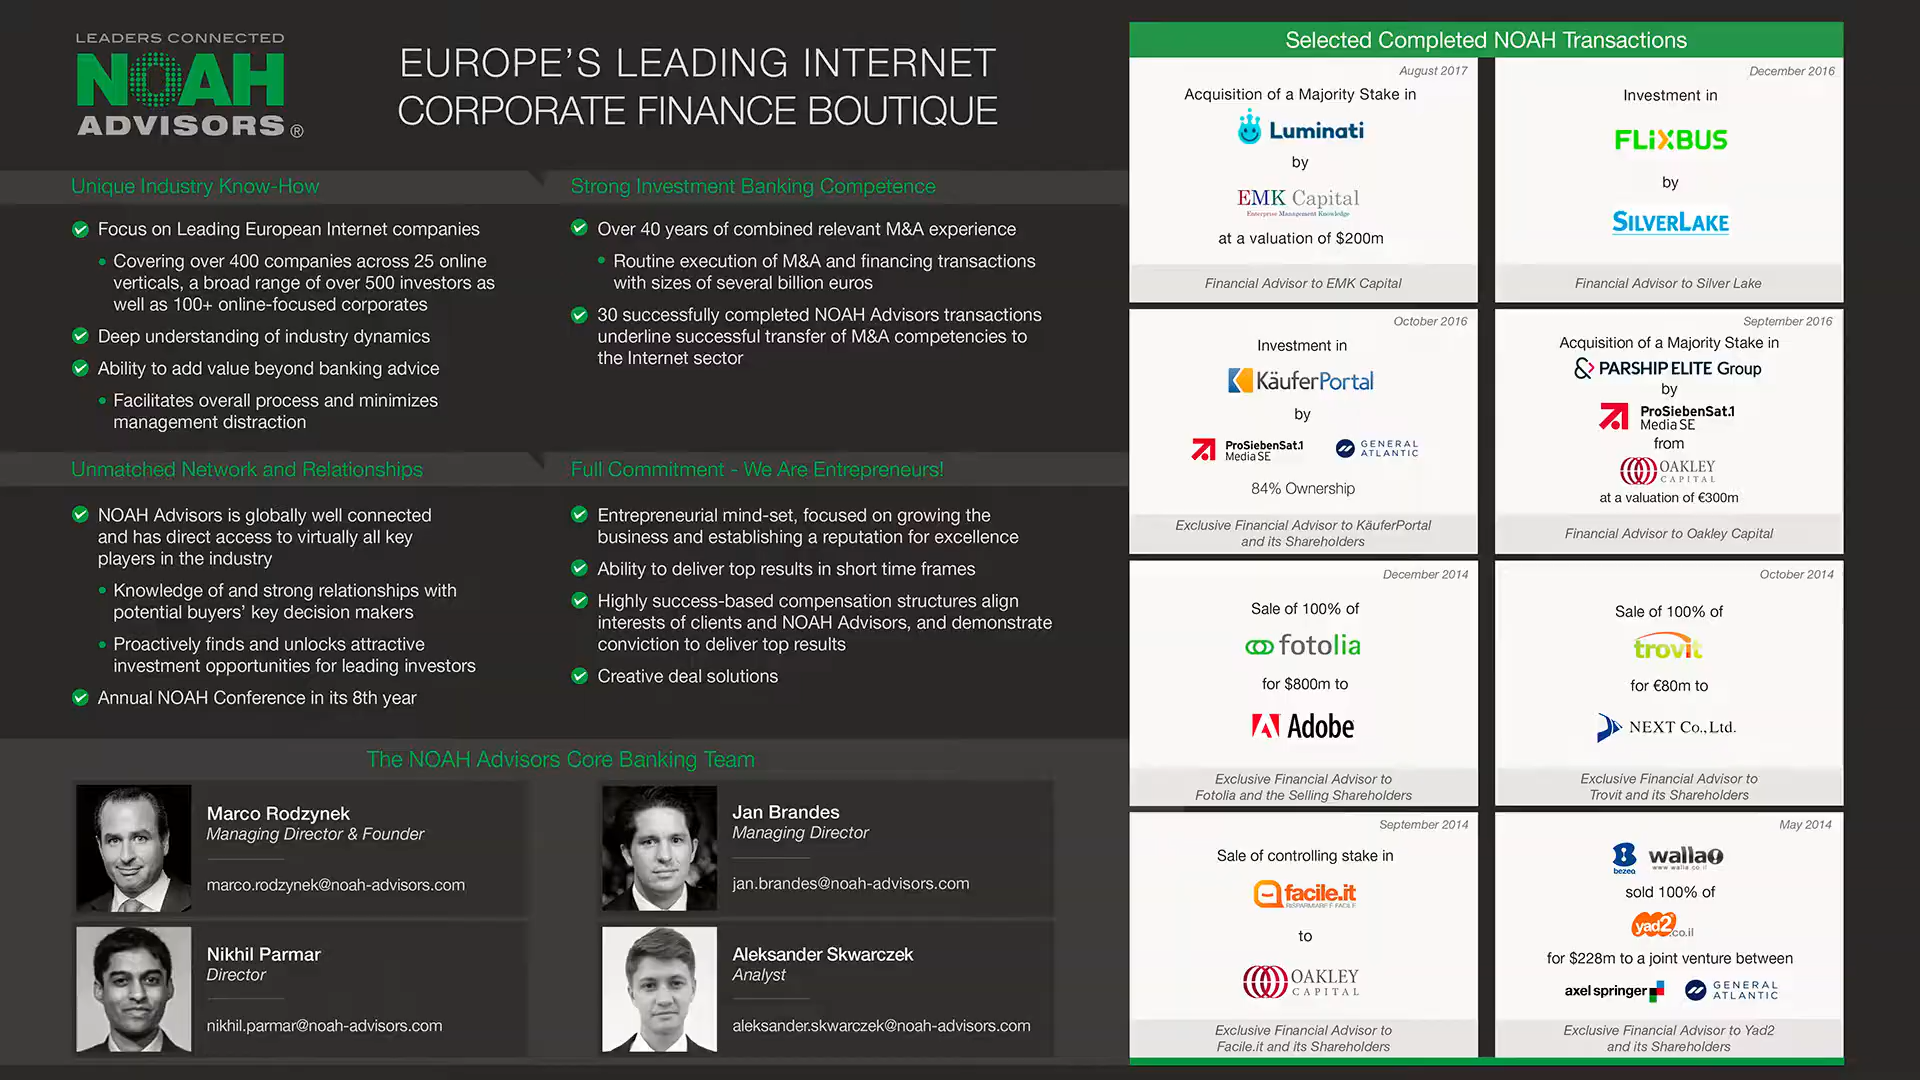 LEADERS CONNECTED
NOAH
ADVISORS®
EUROPE'S LEADING INTERNET
CORPORATE FINANCE BOUTIQUE
Unique Industry Know-How
Focus on Leading European Internet companies
Covering over 400 companies across 25 online
verticals, a broad range of over 500 investors as
well as 100+ online-focused corporates
Deep understanding of industry dynamics
Ability to add value beyond banking advice
Facilitates overall process and minimizes
management distraction
Strong Investment Banking Competence
Over 40 years of combined relevant M&A experience
Routine execution of M&A and financing transactions
with sizes of several billion euros
30 successfully completed NOAH Advisors transactions
underline successful transfer of M&A competencies to
the Internet sector
Unmatched Network and Relationships
NOAH Advisors is globally well connected
and has direct access to virtually all key
players in the industry
Knowledge of and strong relationships with
potential buyers' key decision makers
Proactively finds and unlocks attractive
investment opportunities for leading investors
Annual NOAH Conference in its 8th year
Full Commitment - We Are Entrepreneurs!
Entrepreneurial mind-set, focused on growing the
business and establishing a reputation for excellence
Ability to deliver top results in short time frames
Highly success-based compensation structures align
interests of clients and NOAH Advisors, and demonstrate
conviction to deliver top results
Creative deal solutions
The NOAH Advisors Core Banking Team
Marco Rodzynek
Managing Director & Founder
marco.rodzynek@noah-advisors.com
Jan Brandes
Managing Director
jan.brandes@noah-advisors.com
Nikhil Parmar
Director
nikhil.parmar@noah-advisors.com
Aleksander Skwarczek
Analyst
aleksander.skwarczek@noah-advisors.com
Selected Completed NOAH Transactions
August 2017
Acquisition of a Majority Stake in
Luminati
by
EMK Capital
Enterprise Management Knowledge
at a valuation of $200m
Financial Advisor to EMK Capital
December 2016
Investment in
FLiXBUS
by
SILVERLAKE
Financial Advisor to Silver Lake
October 2016
Investment in
KäuferPortal
by
ProSiebenSat.1
Media SE
GENERAL
ATLANTIC
84% Ownership
Exclusive Financial Advisor to KäuferPortal
and its Shareholders
September 2016
Acquisition of a Majority Stake in
PARSHIP ELITE Group
by
ProSiebenSat.1
Media SE
from
OAKLEY
CAPITAL
at a valuation of €300m
Financial Advisor to Oakley Capital
December 2014
Sale of 100% of
fotolia
for $800m to
Adobe
Exclusive Financial Advisor to
Fotolia and the Selling Shareholders
October 2014
Sale of 100% of
trovit
for €80m to
NEXT Co., Ltd.
Exclusive Financial Advisor to
Trovit and its Shareholders
September 2014
Sale of controlling stake in
facile.it
RISPARMIARE È FACILE
to
OAKLEY
CAPITAL
Exclusive Financial Advisor to
Facile.it and its Shareholders
May 2014
bezeq
walla!
www.walla.co.il
sold 100% of
yad2.co.il
for $228m to a joint venture between
axel springer
GENERAL
ATLANTIC
Exclusive Financial Advisor to Yad2
and its Shareholders